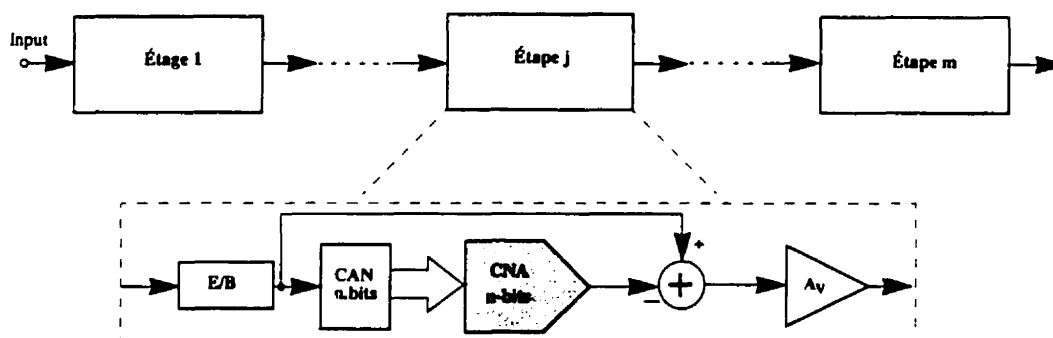 Input
Étage 1
Étape j
Étape m
E/B
CAN
n.bits
CNA
n-bits
+
−
+
Av